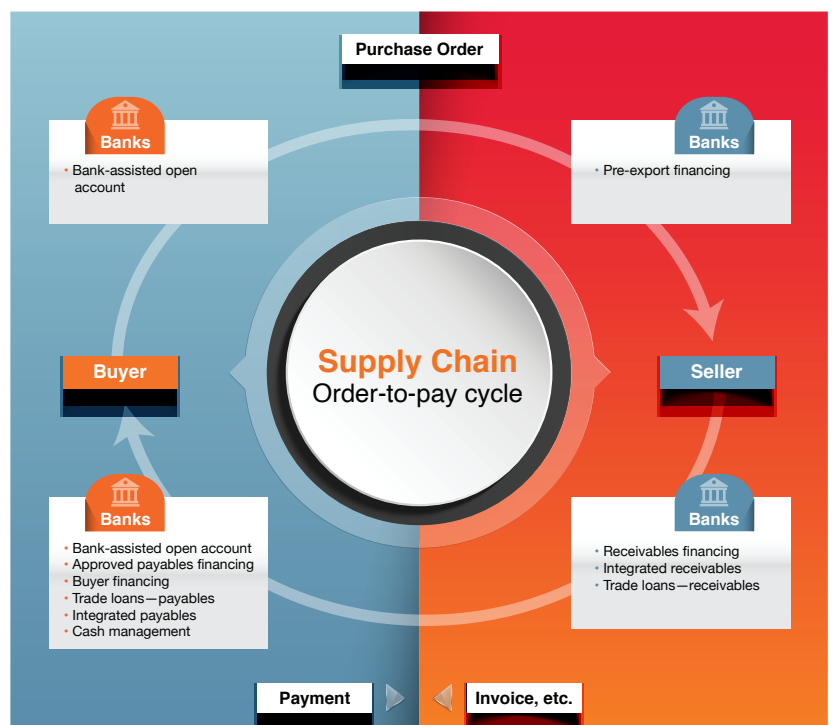 Purchase Order
Banks
• Bank-assisted open
account
Banks
• Pre-export financing
Supply Chain
Order-to-pay cycle
Buyer
Seller
Banks
• Bank-assisted open account
• Approved payables financing
• Buyer financing
• Trade loans—payables
• Integrated payables
• Cash management
Banks
• Receivables financing
• Integrated receivables
• Trade loans—receivables
Payment
Invoice, etc.